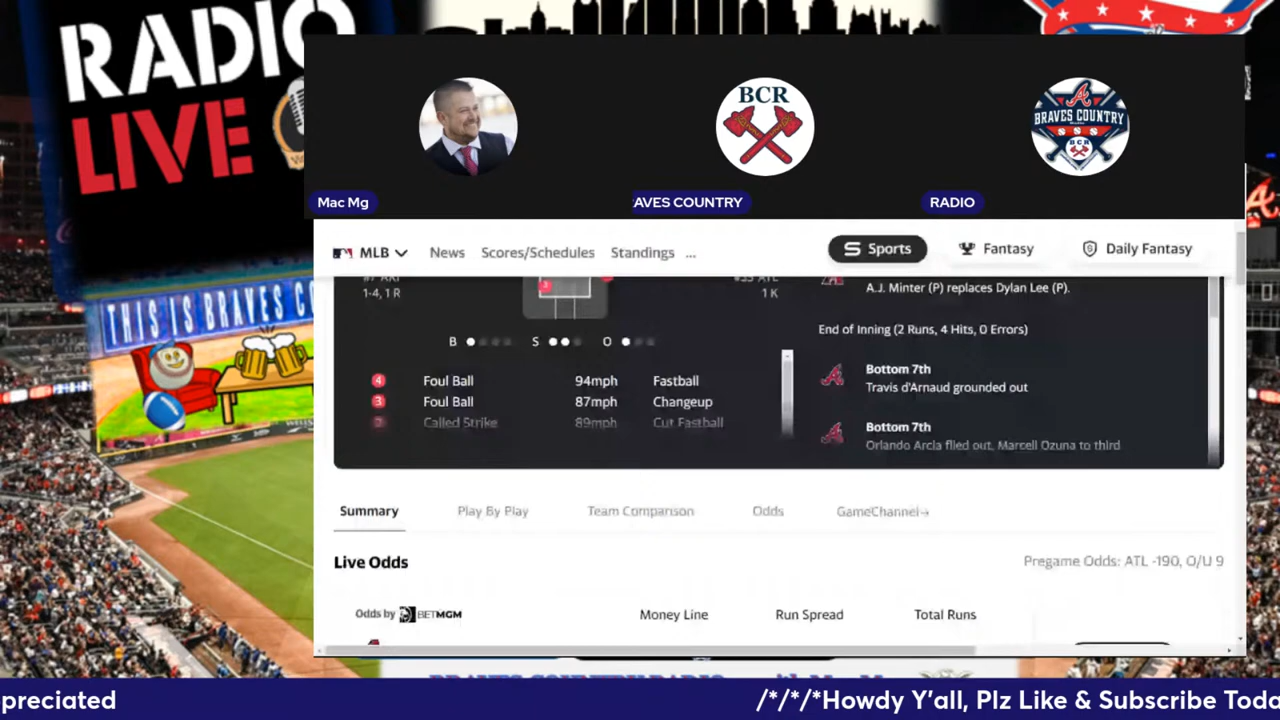 RADIO
LIVE
THIS IS BRAVES CO
BCR
BRAVES COUNTRY
BCR
Mac Mg
AVES COUNTRY
RADIO
MLB
News
Scores/Schedules
Standings
...
Sports
Fantasy
Daily Fantasy
1-4, 1 R
1 K
B
S
O
4 Foul Ball 94mph Fastball
3 Foul Ball 87mph Changeup
Called Strike 89mph Cut Fastball
A.J. Minter (P) replaces Dylan Lee (P).
End of Inning (2 Runs, 4 Hits, 0 Errors)
Bottom 7th
Travis d'Arnaud grounded out
Bottom 7th
Orlando Arcia flied out, Marcell Ozuna to third
Summary
Play By Play
Team Comparison
Odds
GameChannel→
Live Odds
Pregame Odds: ATL -190, O/U 9
Odds by BETMGM
Money Line
Run Spread
Total Runs
preciated
/*/*/*Howdy Y'all, Plz Like & Subscribe Toda